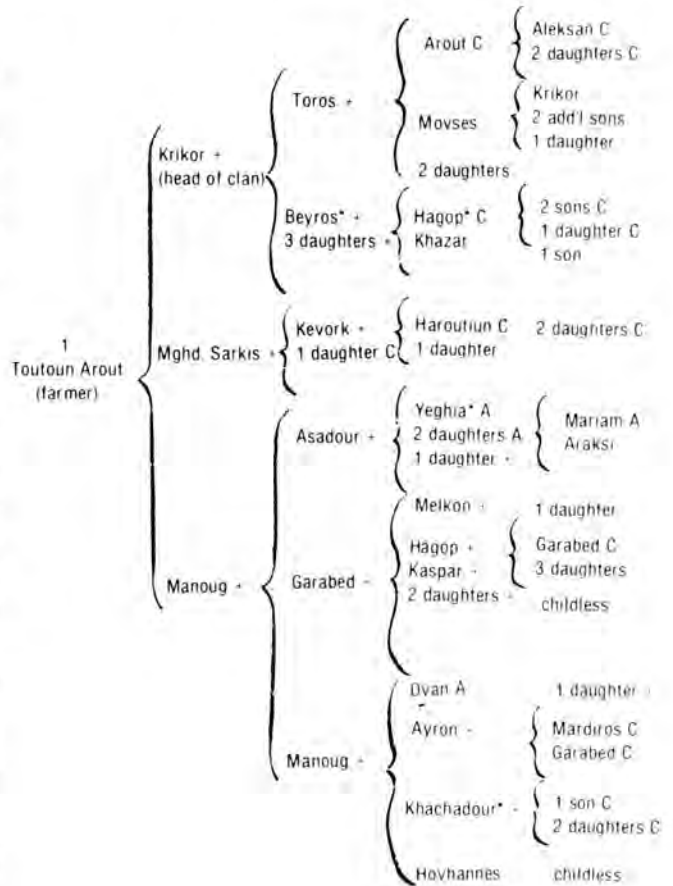 1
Toutoun Arout
(farmer)
Krikor +
(head of clan)
Toros +
Arout C
Aleksan C
2 daughters C
Movses
Krikor
2 add'l sons
1 daughter
2 daughters
Beyros* +
3 daughters +
Hagop* C
Khazar
2 sons C
1 daughter C
1 son
Mghd. Sarkis +
Kevork +
1 daughter C
Haroutiun C
1 daughter
2 daughters C
Manoug +
Asadour +
Yeghia* A
2 daughters A
1 daughter +
Mariam A
Araksi
Garabed +
Melkon +
1 daughter
Hagop +
Kaspar +
2 daughters +
Garabed C
3 daughters
childless
Manoug +
Dvan A
1 daughter +
Ayron +
Mardiros C
Garabed C
Khachadour* +
1 son C
2 daughters C
Hovhannes
childless